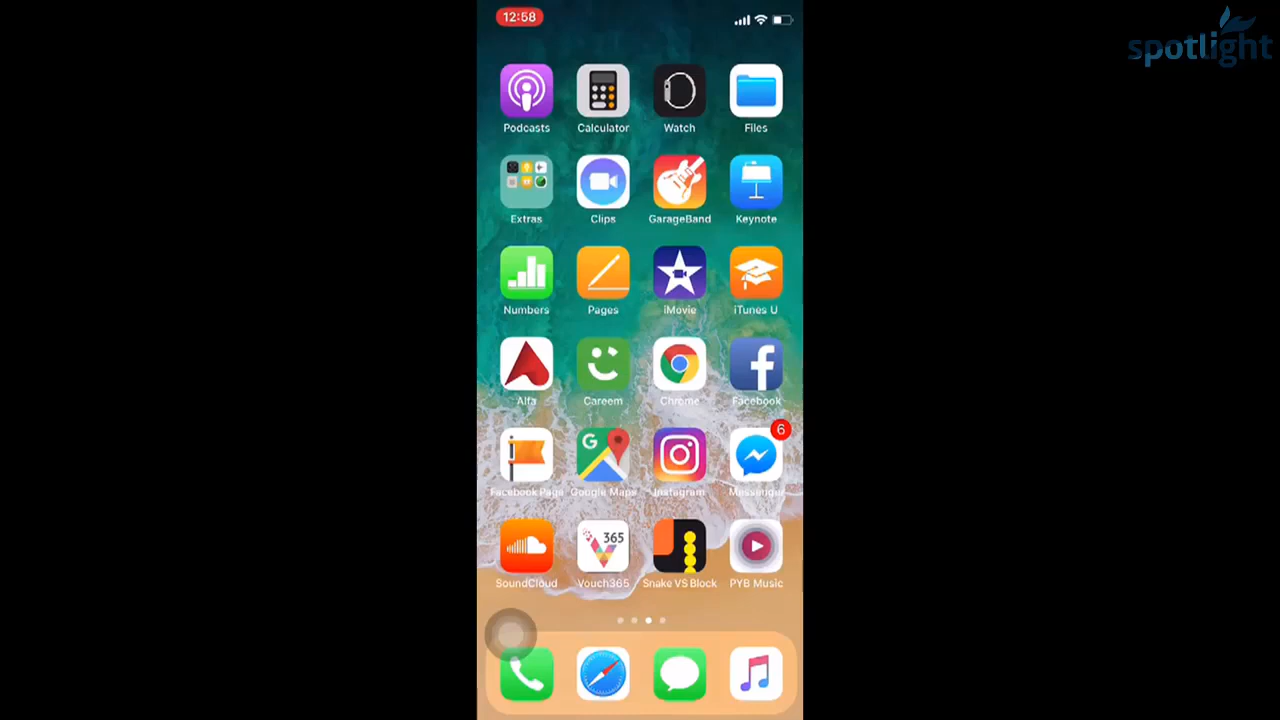 12:58
spotlight
Podcasts
Calculator
Watch
Files
Extras
Clips
GarageBand
Keynote
Numbers
Pages
iMovie
iTunes U
Alfa
Careem
Chrome
Facebook
6
G
Facebook Page
Google Maps
Instagram
Messenger
365
SoundCloud
Vouch365
Snake VS Block
PYB Music